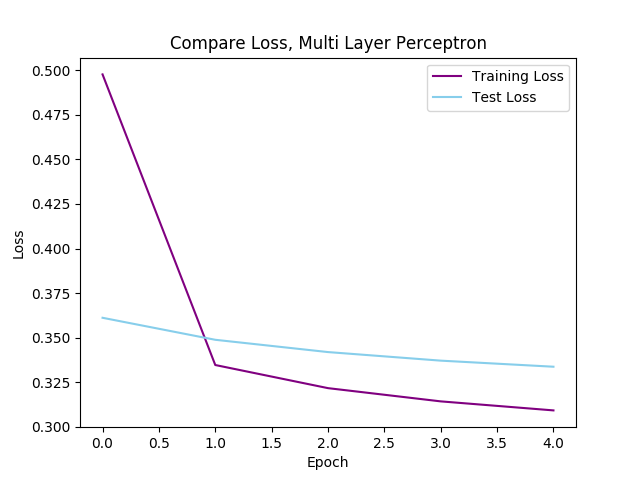 Compare Loss, Multi Layer Perceptron
Training Loss
Test Loss
0.500
0.475
0.450
0.425
0.400
0.375
0.350
0.325
0.300
Loss
0.0 0.5 1.0 1.5 2.0 2.5 3.0 3.5 4.0
Epoch